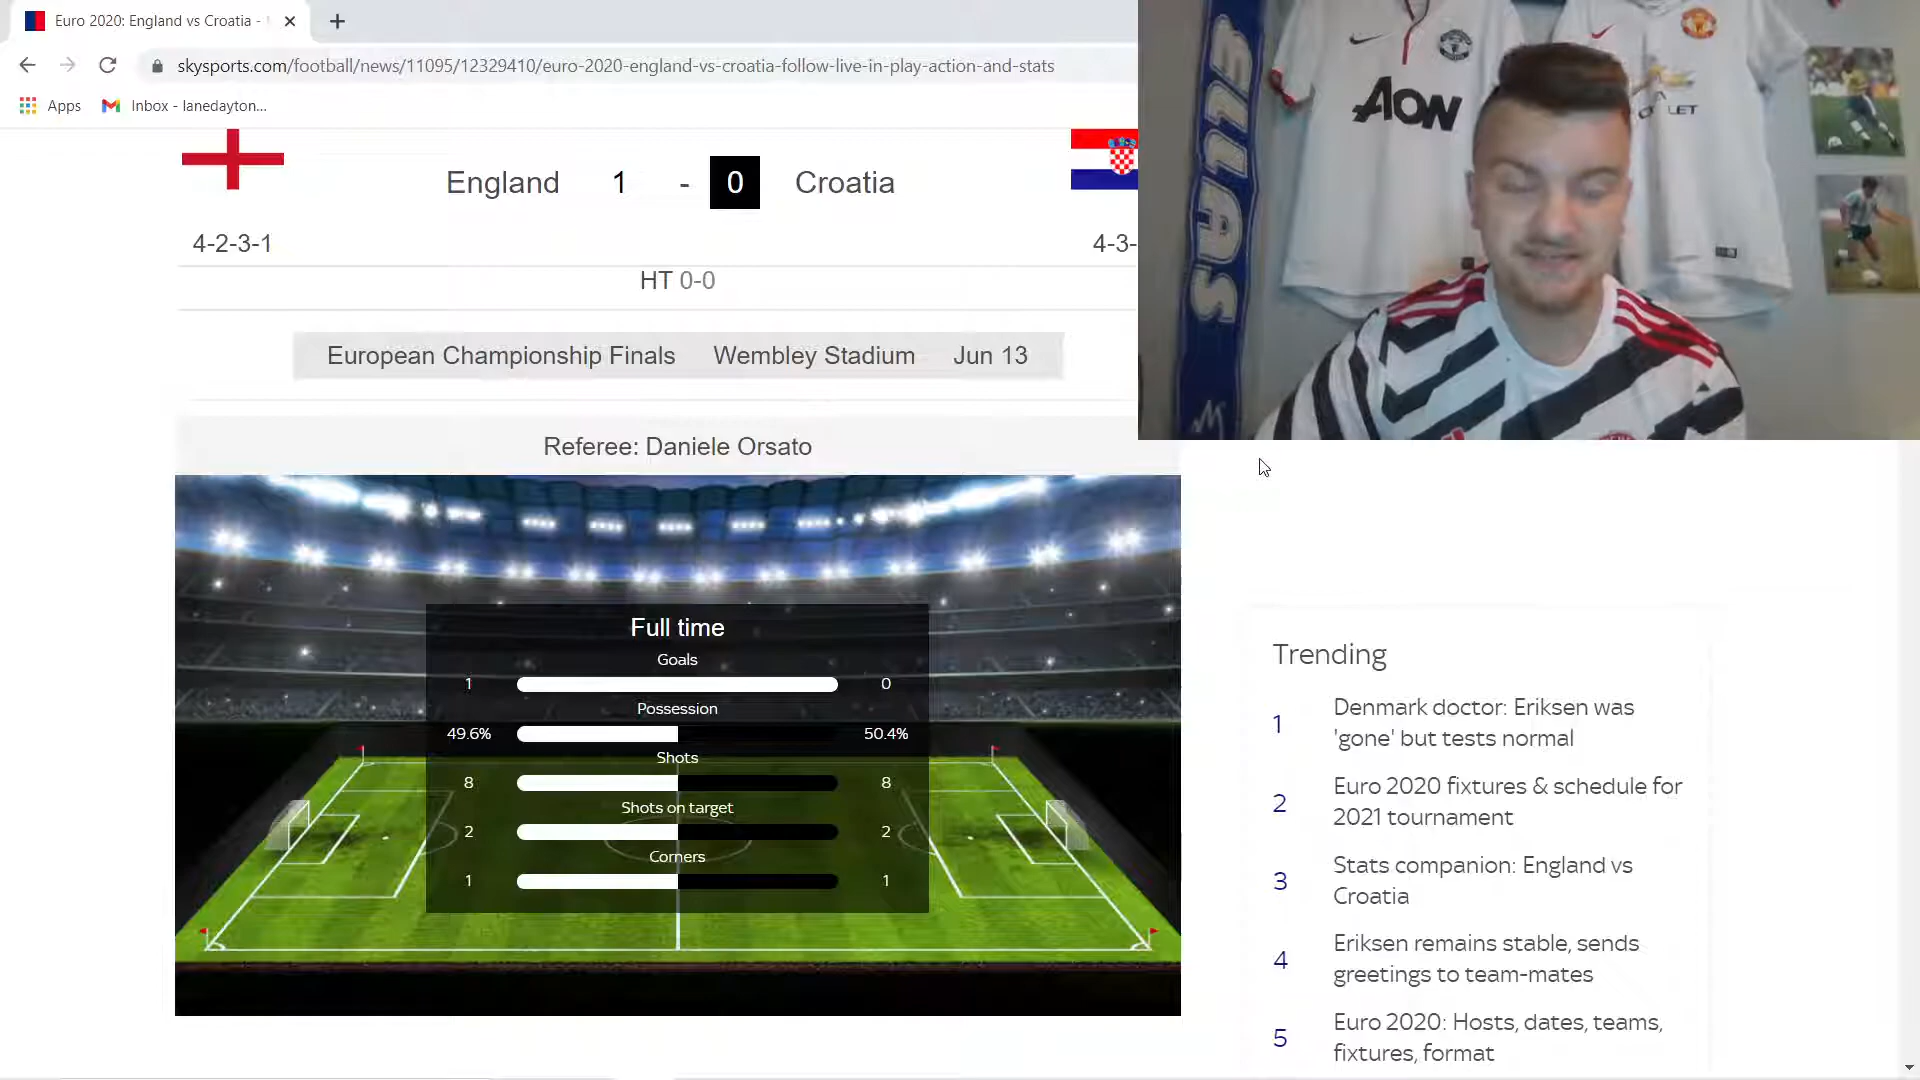 Euro 2020: England vs Croatia -
skysports.com/football/news/11095/12329410/euro-2020-england-vs-croatia-follow-live-in-play-action-and-stats
Apps
Inbox - lanedayton...
England 1 - 0 Croatia
4-2-3-1
4-3-
HT 0-0
European Championship Finals Wembley Stadium Jun 13
Referee: Daniele Orsato
Full time
Goals
1 0
Possession
49.6% 50.4%
Shots
8 8
Shots on target
2 2
Corners
1 1
Trending
1 Denmark doctor: Eriksen was
'gone' but tests normal
2 Euro 2020 fixtures & schedule for
2021 tournament
3 Stats companion: England vs
Croatia
4 Eriksen remains stable, sends
greetings to team-mates
5 Euro 2020: Hosts, dates, teams,
fixtures, format
AON